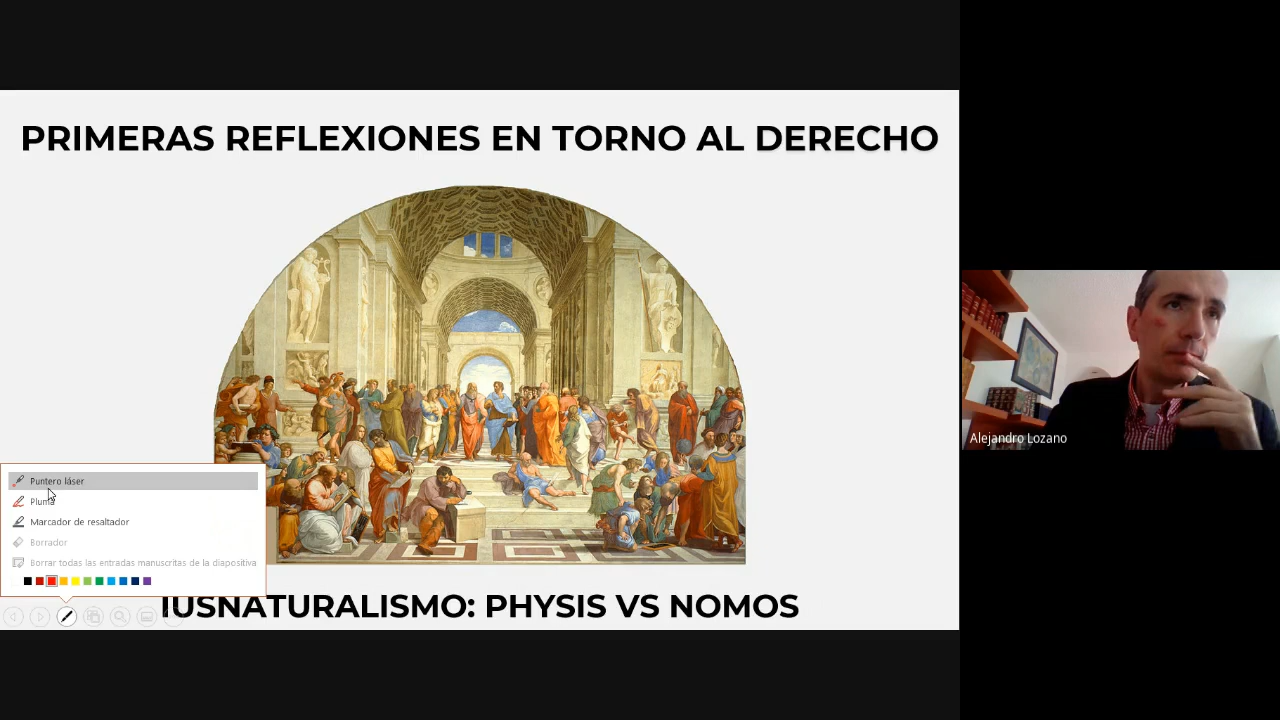 PRIMERAS REFLEXIONES EN TORNO AL DERECHO
Puntero láser
Pluma
Marcador de resaltador
Borrador
Borrar todas las entradas manuscritas de la diapositiva
IUSNATURALISMO: PHYSIS VS NOMOS
Alejandro Lozano